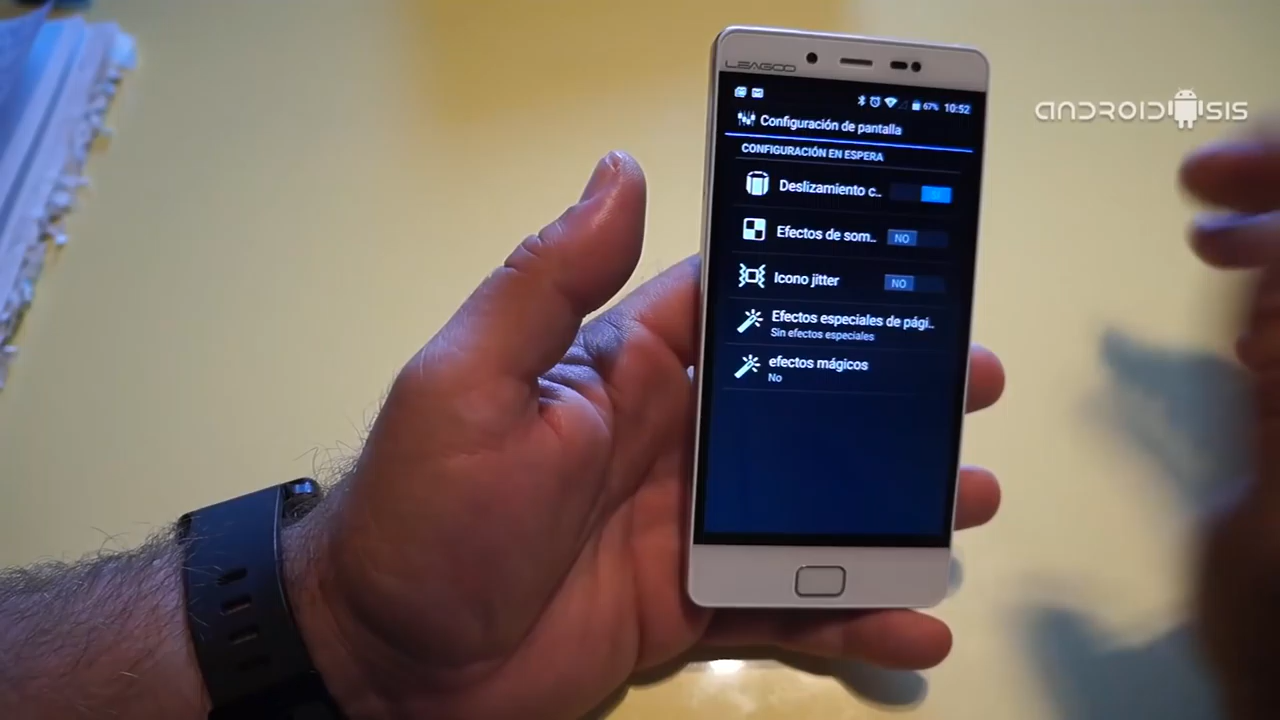 LEAGOO
67% 10:52
Configuración de pantalla
CONFIGURACIÓN EN ESPERA
Deslizamiento c..
Efectos de som..
NO
Icono jitter
NO
Efectos especiales de pági..
Sin efectos especiales
efectos mágicos
No
ANDROIDSIS